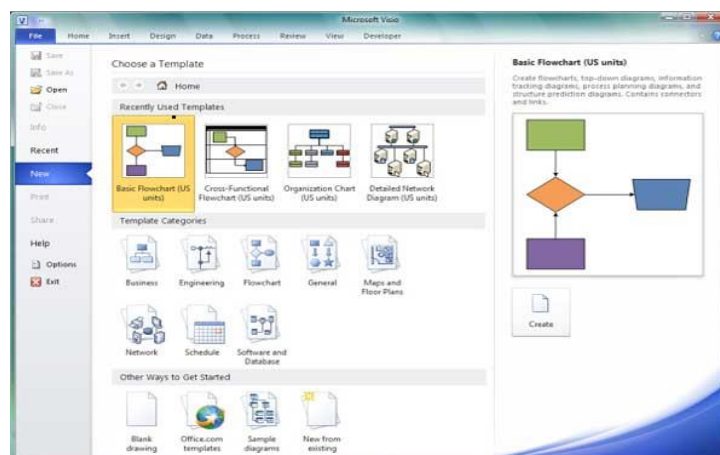 Microsoft Visio
File Home Insert Design Data Process Review View Developer
Save
Save As
Open
Close
Info
Recent
New
Print
Share
Help
Options
Exit
Choose a Template
Home
Recently Used Templates
Basic Flowchart (US units)
Cross-Functional Flowchart (US units)
Organization Chart (US units)
Detailed Network Diagram (US units)
Template Categories
Business
Engineering
Flowchart
General
Maps and Floor Plans
Network
Schedule
Software and Database
Other Ways to Get Started
Blank drawing
Office.com templates
Sample diagrams
New from existing
Basic Flowchart (US units)
Create flowcharts, top-down diagrams, information
tracking diagrams, process planning diagrams, and
structure prediction diagrams. Contains connectors
and links.
Create